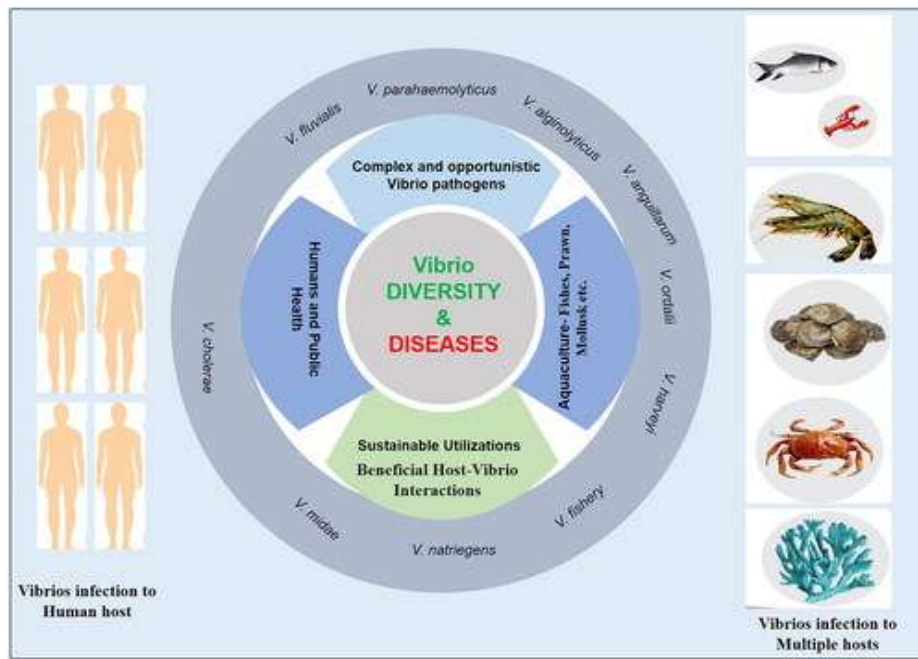 V. fluvialis
V. parahaemolyticus
V. alginolyticus
V. anguillarum
V. ordalii
V. harveyi
V. fishery
V. natriegens
V. midae
V. cholerae
Complex and opportunistic
Vibrio pathogens
Humans and Public
Health
Vibrio
DIVERSITY
&
DISEASES
Aquaculture- Fishes, Prawn,
Mollusk etc.
Sustainable Utilizations
Beneficial Host-Vibrio
Interactions
Vibrios infection to
Human host
Vibrios infection to
Multiple hosts